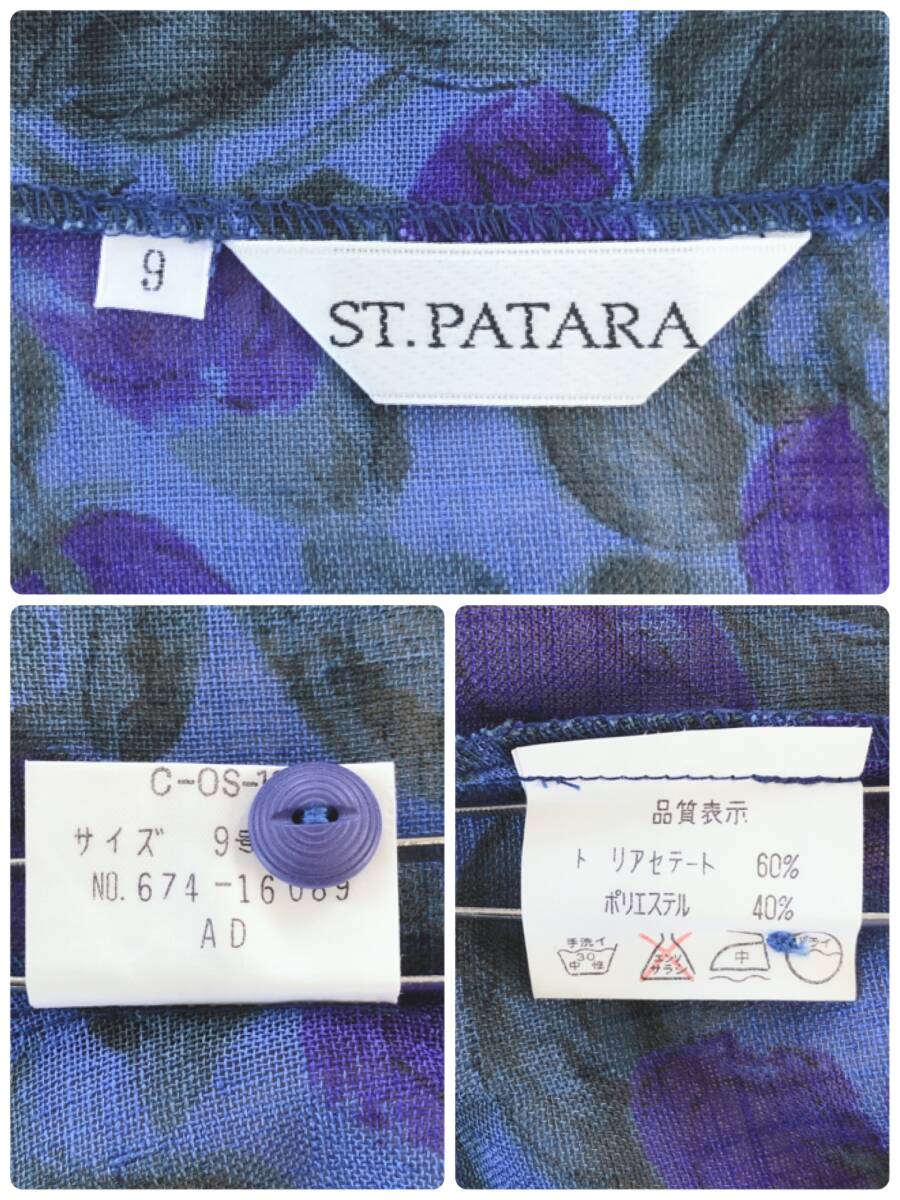 9
ST.PATARA
C-OS-1
サイズ 9号
NO.674-16089
AD
品質表示
トリアセテート 60%
ポリエステル 40%
手洗イ
30
中性
エンソ
サラシ
中
ドライ